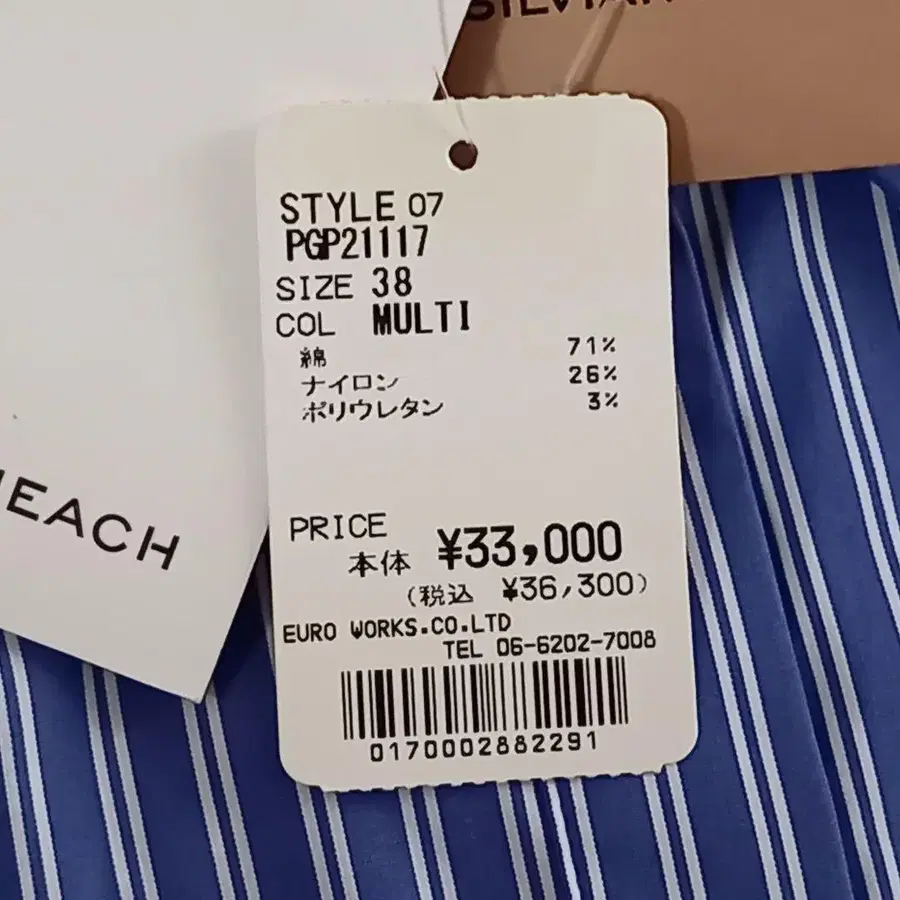 STYLE 07
PGP21117
SIZE 38
COL MULTI
綿 71%
ナイロン 26%
ポリウレタン 3%
PRICE
本体 ¥33,000
(税込 ¥36,300)
EURO WORKS.CO.LTD
TEL 06-6202-7008
0170002882291